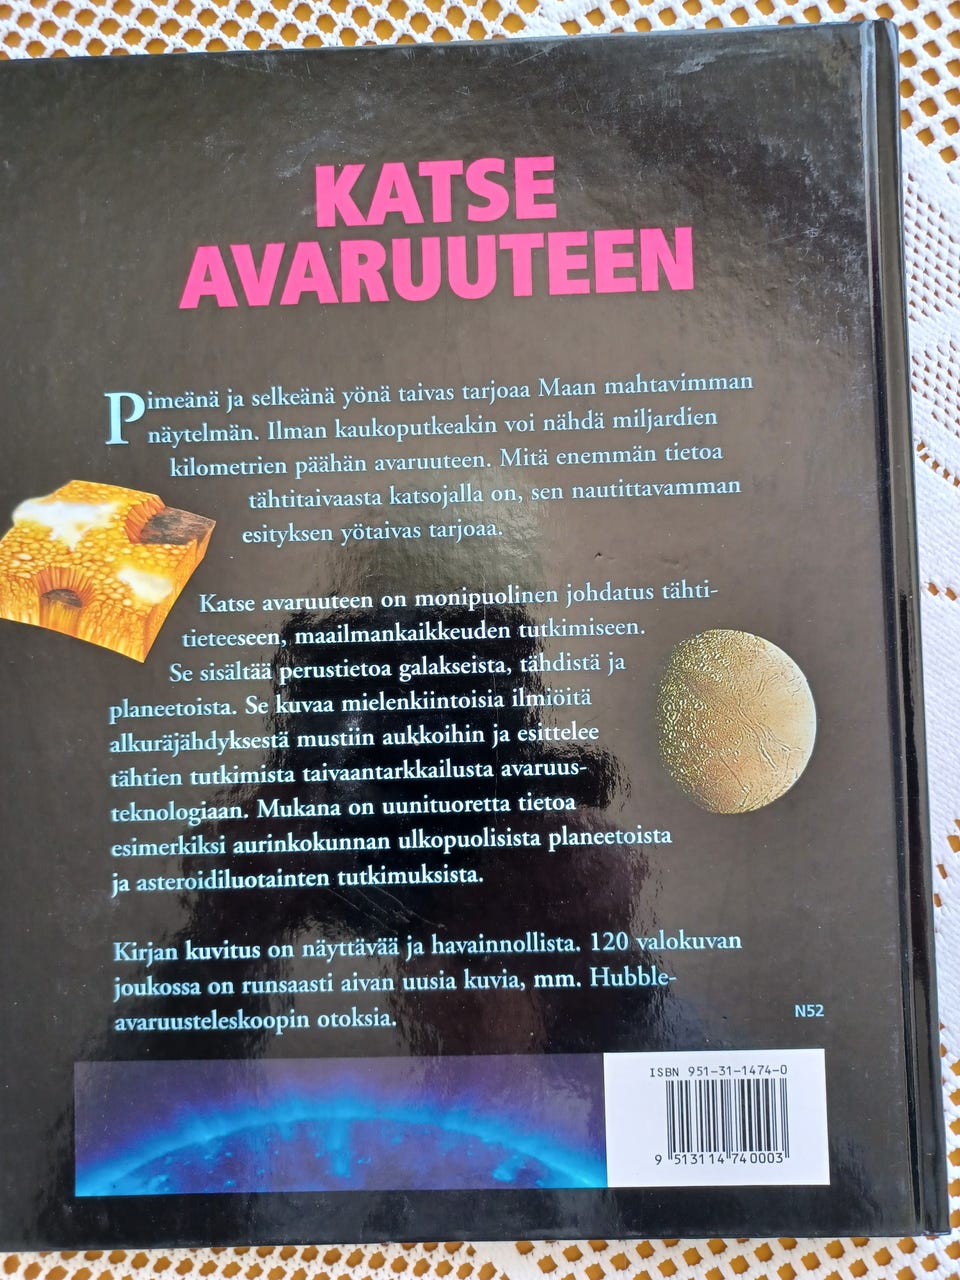 KATSE
AVARUUTEEN
Pimeänä ja selkeänä yönä taivas tarjoaa Maan mahtavimman
näytelmän. Ilman kaukoputkeakin voi nähdä miljardien
kilometrien päähän avaruuteen. Mitä enemmän tietoa
tähtitaivaasta katsojalla on, sen nautittavamman
esityksen yötaivas tarjoaa.
Katse avaruuteen on monipuolinen johdatus tähti-
tieteeseen, maailmankaikkeuden tutkimiseen.
Se sisältää perustietoa galakseista, tähdistä ja
planeetoista. Se kuvaa mielenkiintoisia ilmiöitä
alkuräjähdyksestä mustiin aukkoihin ja esittelee
tähtien tutkimista taivaantarkkailusta avaruus-
teknologiaan. Mukana on uunituoretta tietoa
esimerkiksi aurinkokunnan ulkopuolisista planeetoista
ja asteroidiluotainten tutkimuksista.
Kirjan kuvitus on näyttävää ja havainnollista. 120 valokuvan
joukossa on runsaasti aivan uusia kuvia, mm. Hubble-
avaruusteleskoopin otoksia.
N52
ISBN 951-31-1474-0
9 513114 740003